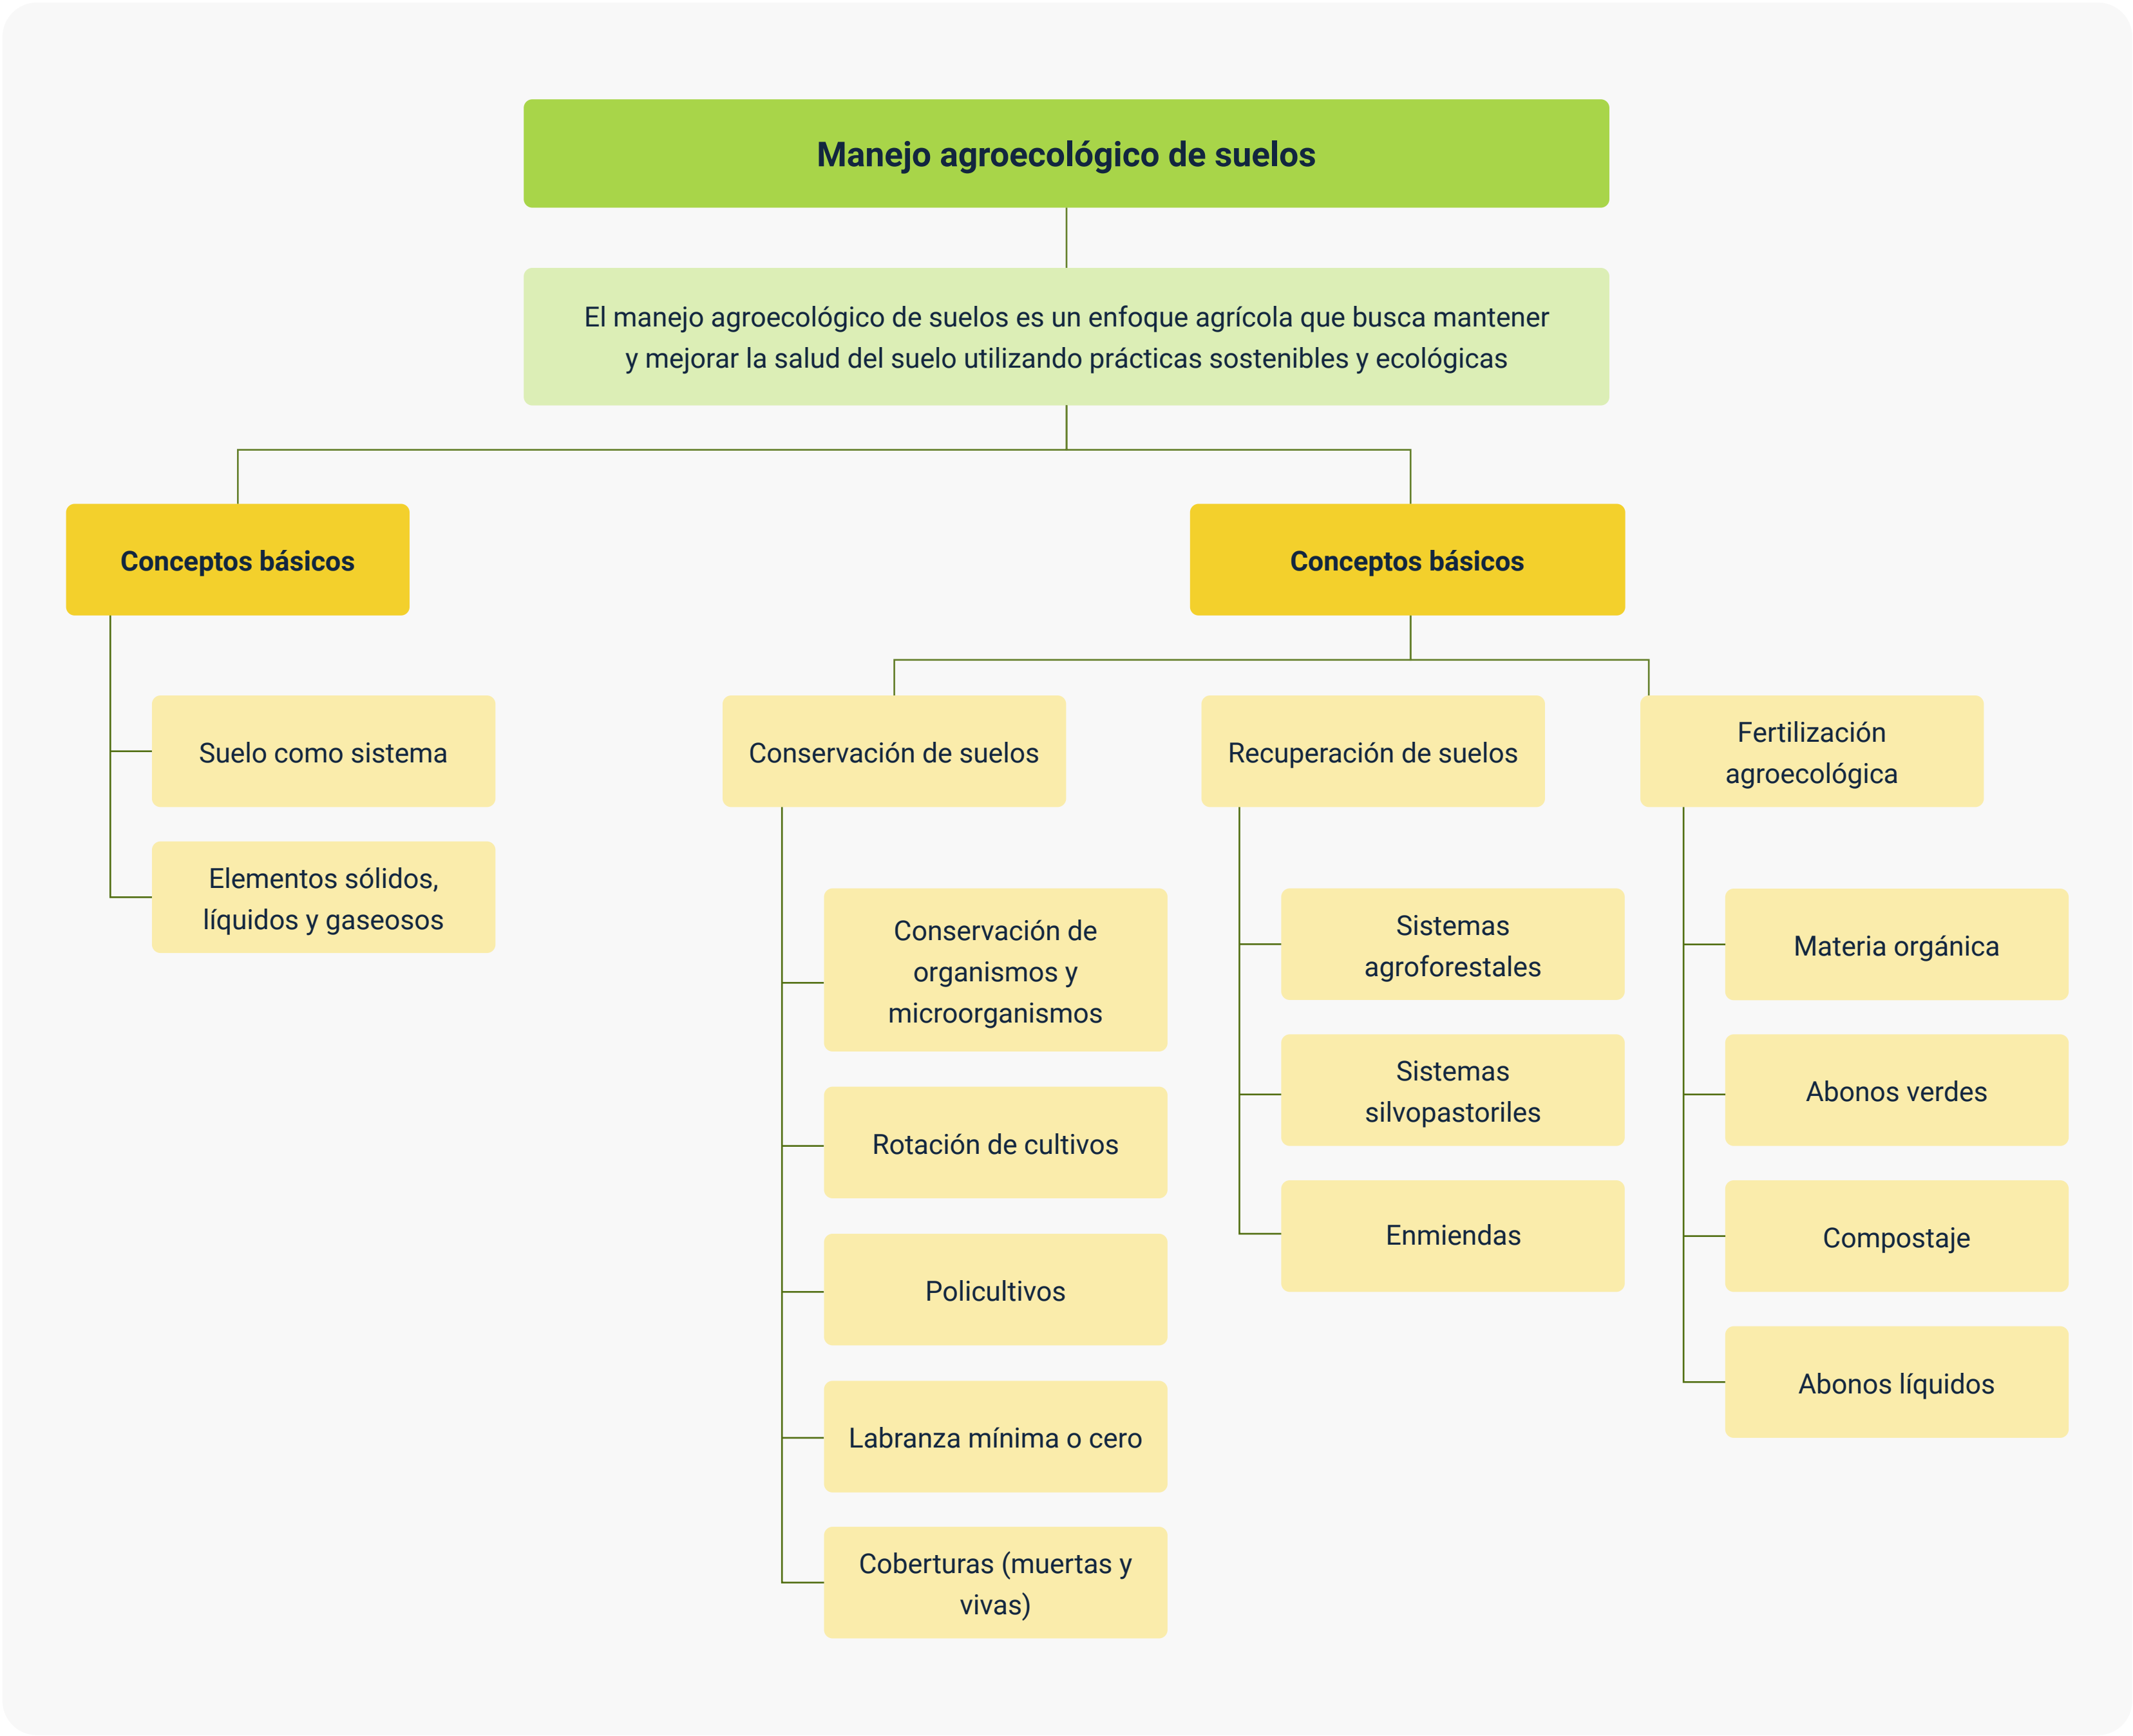 Manejo agroecológico de suelos
El manejo agroecológico de suelos es un enfoque agrícola que busca mantener
y mejorar la salud del suelo utilizando prácticas sostenibles y ecológicas
Conceptos básicos
Suelo como sistema
Elementos sólidos,
líquidos y gaseosos
Conceptos básicos
Conservación de suelos
Conservación de
organismos y
microorganismos
Rotación de cultivos
Policultivos
Labranza mínima o cero
Coberturas (muertas y
vivas)
Recuperación de suelos
Sistemas
agroforestales
Sistemas
silvopastoriles
Enmiendas
Fertilización
agroecológica
Materia orgánica
Abonos verdes
Compostaje
Abonos líquidos